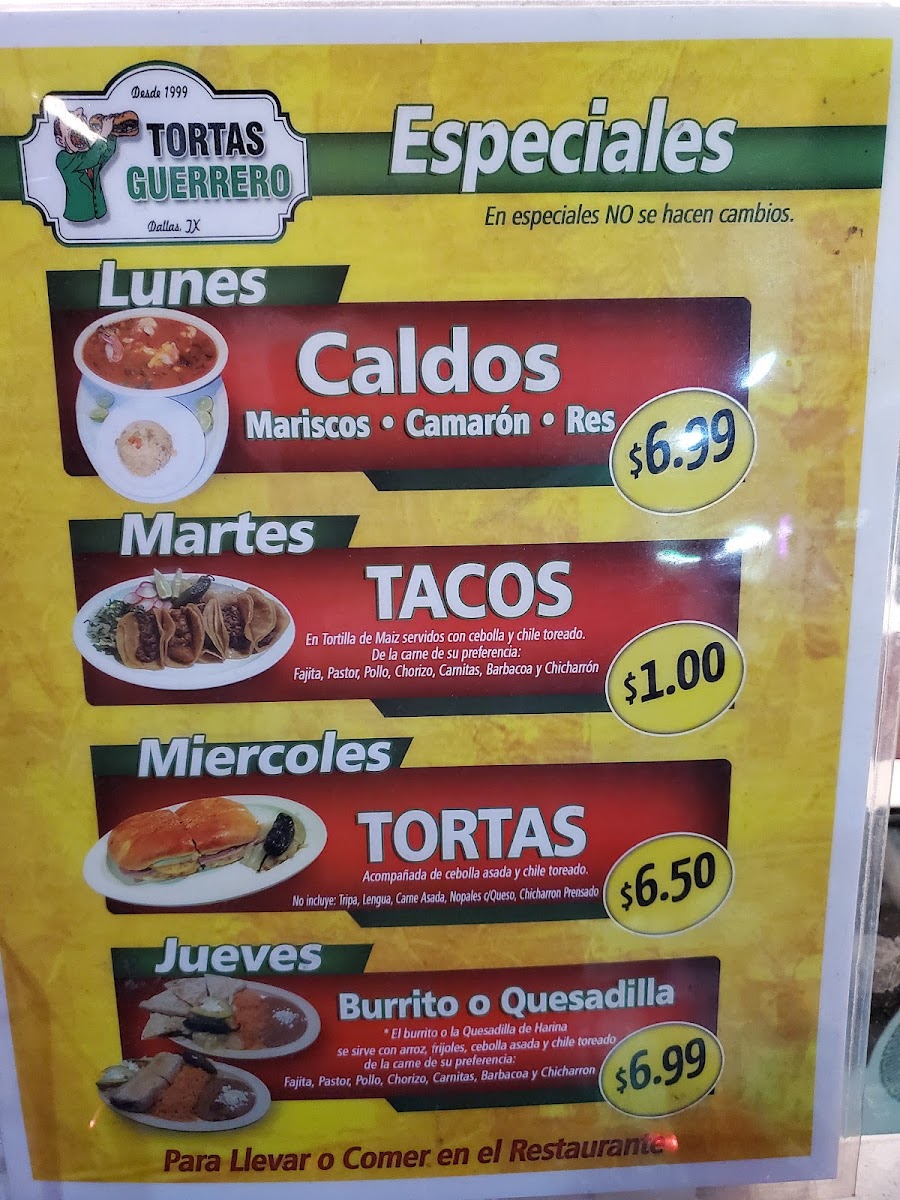 Desde 1999
TORTAS
GUERRERO
Dallas, TX
Especiales
En especiales NO se hacen cambios.
Lunes
Caldos
Mariscos • Camarón • Res
$6.99
Martes
TACOS
En Tortilla de Maiz servidos con cebolla y chile toreado.
De la carne de su preferencia:
Fajita, Pastor, Pollo, Chorizo, Carnitas, Barbacoa y Chicharrón
$1.00
Miercoles
TORTAS
Acompañada de cebolla asada y chile toreado.
No incluye: Tripa, Lengua, Carne Asada, Nopales c/Queso, Chicharron Prensado
$6.50
Jueves
Burrito o Quesadilla
* El burrito o la Quesadilla de Harina
se sirve con arroz, frijoles, cebolla asada y chile toreado
de la carne de su preferencia:
Fajita, Pastor, Pollo, Chorizo, Carnitas, Barbacoa y Chicharron
$6.99
Para Llevar o Comer en el Restaurante